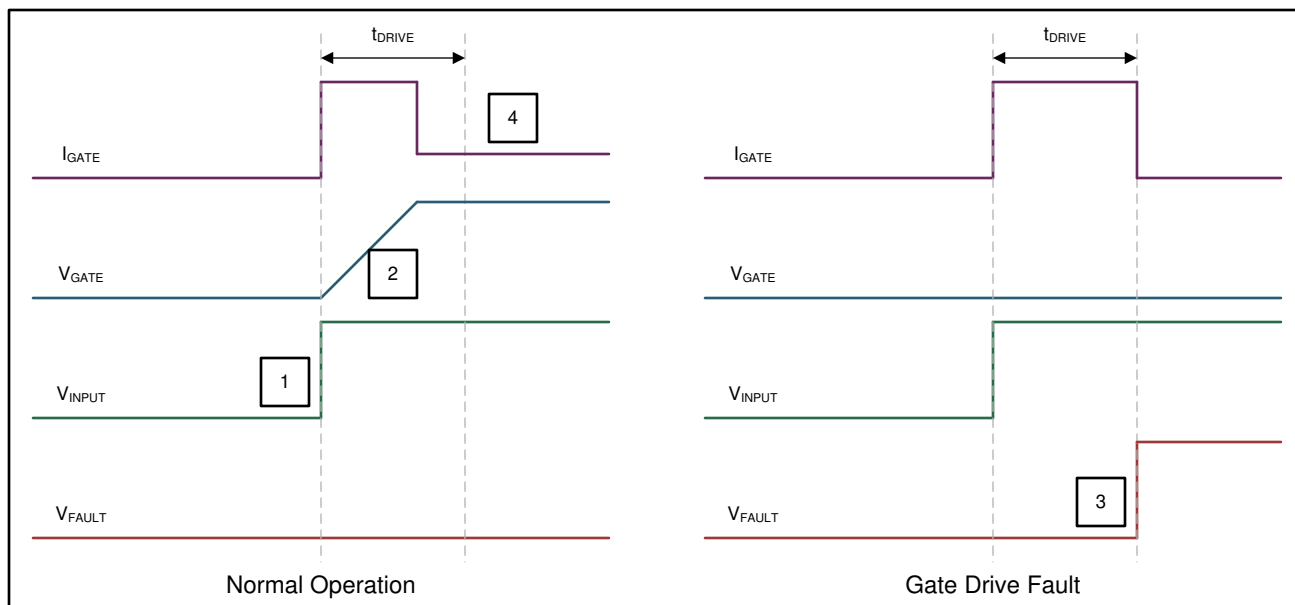 tDRIVE
IGATE
4
VGATE
2
VINPUT
1
VFAULT
Normal Operation
tDRIVE
IGATE
VGATE
VINPUT
VFAULT
3
Gate Drive Fault